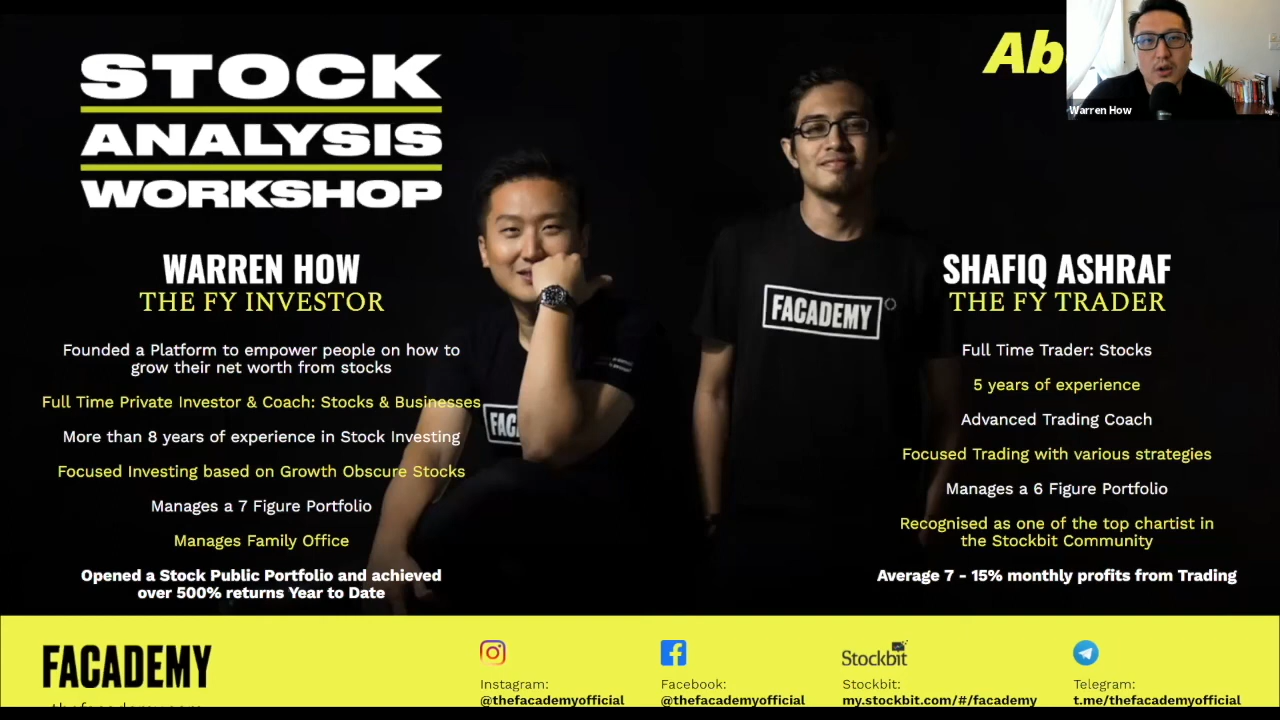 STOCK
ANALYSIS
WORKSHOP
Warren How
WARREN HOW
THE FY INVESTOR
Founded a Platform to empower people on how to
grow their net worth from stocks
Full Time Private Investor & Coach: Stocks & Businesses
More than 8 years of experience in Stock Investing
Focused Investing based on Growth Obscure Stocks
Manages a 7 Figure Portfolio
Manages Family Office
Opened a Stock Public Portfolio and achieved
over 500% returns Year to Date
FACADEMY
SHAFIQ ASHRAF
THE FY TRADER
Full Time Trader: Stocks
5 years of experience
Advanced Trading Coach
Focused Trading with various strategies
Manages a 6 Figure Portfolio
Recognised as one of the top chartist in
the Stockbit Community
Average 7 - 15% monthly profits from Trading
FACADEMY
Instagram:
@thefacademyofficial
Facebook:
@thefacademyofficial
Stockbit
Stockbit:
my.stockbit.com/#/facademy
Telegram:
t.me/thefacademyofficial